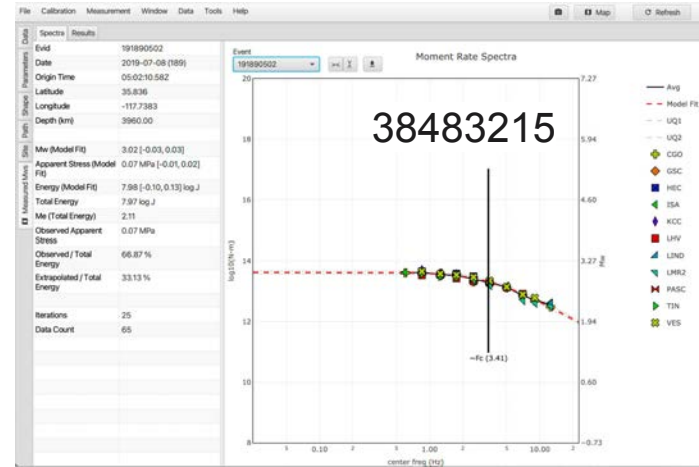 File Calibration Measurement Window Data Tools Help
Map
Refresh
Data
Parameters
Shape
Path
Site
Measured Mws
Spectra Results
Evid 191890502
Date 2019-07-08 (189)
Origin Time 05:02:10.58Z
Latitude 35.836
Longitude -117.7383
Depth (km) 3960.00
Mw (Model Fit) 3.02 [-0.03, 0.03]
Apparent Stress (Model Fit) 0.07 MPa [-0.01, 0.02]
Energy (Model Fit) 7.98 [-0.10, 0.13] log J
Total Energy 7.97 log J
Me (Total Energy) 2.11
Observed Apparent Stress 0.07 MPa
Observed / Total Energy 66.87 %
Extrapolated / Total Energy 33.13 %
Iterations 25
Data Count 65
Event
191890502
Moment Rate Spectra
38483215
20
18
16
14
12
10
8
log10(N-m)
7.27
5.94
4.60
3.27
1.94
0.60
−0.73
Mw
~Fc (3.41)
5 0.10 2 5 1.00 2 5 10.00 2
center freq (Hz)
Avg
Model Fit
UQ1
UQ2
CGO
GSC
HEC
ISA
KCC
LHV
LIND
LMR2
PASC
TIN
VES